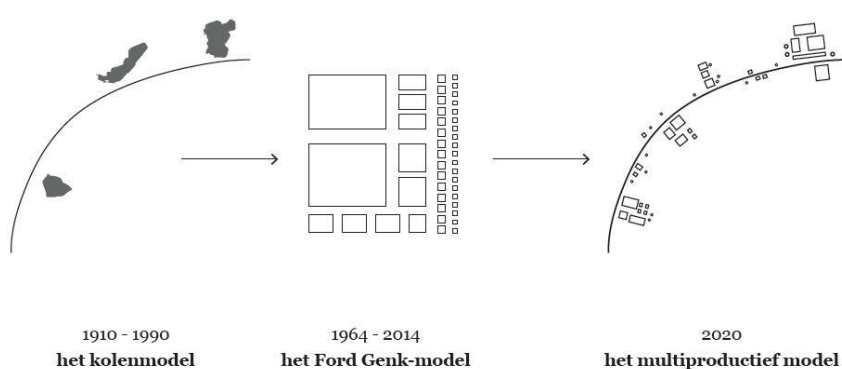 1910 - 1990
het kolenmodel
1964 - 2014
het Ford Genk-model
2020
het multiproductief model